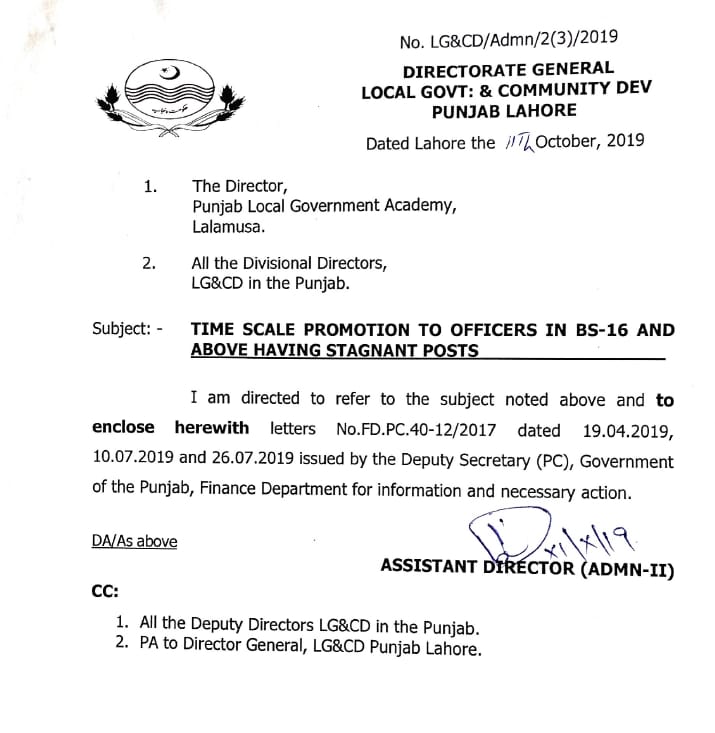 No. LG&CD/Admn/2(3)/2019
DIRECTORATE GENERAL
LOCAL GOVT: & COMMUNITY DEV
PUNJAB LAHORE
Dated Lahore the 11th October, 2019
1. The Director,
Punjab Local Government Academy,
Lalamusa.
2. All the Divisional Directors,
LG&CD in the Punjab.
Subject: - TIME SCALE PROMOTION TO OFFICERS IN BS-16 AND
ABOVE HAVING STAGNANT POSTS
I am directed to refer to the subject noted above and to
enclose herewith letters No.FD.PC.40-12/2017 dated 19.04.2019,
10.07.2019 and 26.07.2019 issued by the Deputy Secretary (PC), Government
of the Punjab, Finance Department for information and necessary action.
DA/As above
ASSISTANT DIRECTOR (ADMN-II)
CC:
1. All the Deputy Directors LG&CD in the Punjab.
2. PA to Director General, LG&CD Punjab Lahore.